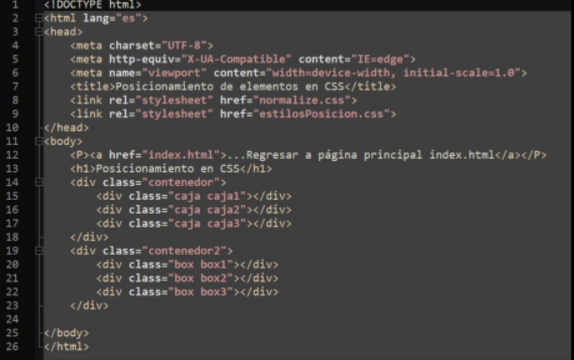 1 <!DOCTYPE html>
2 <html lang="es">
3 <head>
4 <meta charset="UTF-8">
5 <meta http-equiv="X-UA-Compatible" content="IE=edge">
6 <meta name="viewport" content="width=device-width, initial-scale=1.0">
7 <title>Posicionamiento de elementos en CSS</title>
8 <link rel="stylesheet" href="normalize.css">
9 <link rel="stylesheet" href="estilosPosicion.css">
10 </head>
11 <body>
12 <P><a href="index.html">...Regresar a página principal index.html</a></P>
13 <h1>Posicionamiento en CSS</h1>
14 <div class="contenedor">
15 <div class="caja caja1"></div>
16 <div class="caja caja2"></div>
17 <div class="caja caja3"></div>
18 </div>
19 <div class="contenedor2">
20 <div class="box box1"></div>
21 <div class="box box2"></div>
22 <div class="box box3"></div>
23 </div>
24
25 </body>
26 </html>